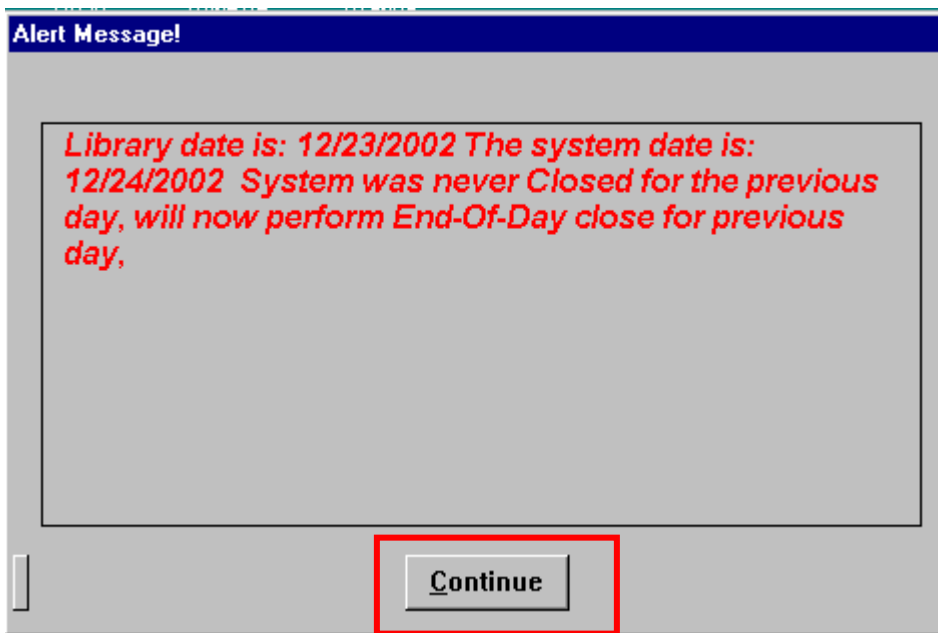 Alert Message!
Library date is: 12/23/2002 The system date is:
12/24/2002 System was never Closed for the previous
day, will now perform End-Of-Day close for previous
day,
Continue